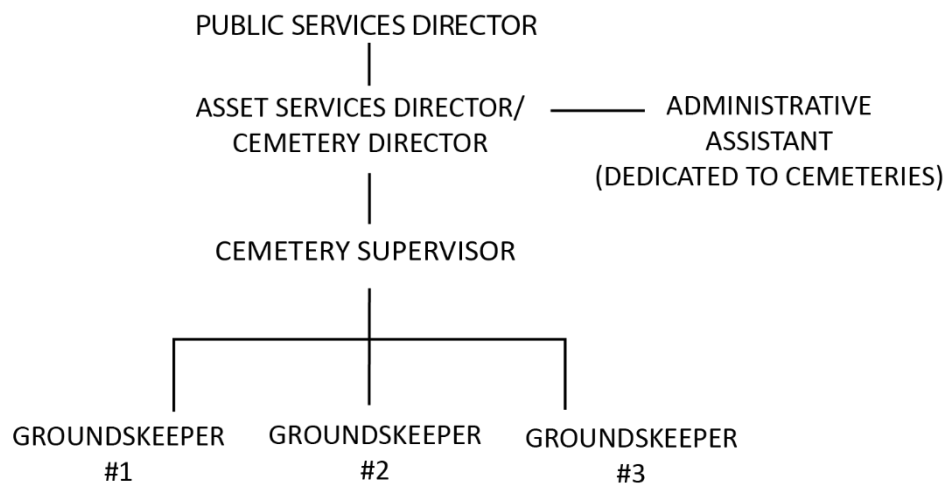 PUBLIC SERVICES DIRECTOR
ASSET SERVICES DIRECTOR/
CEMETERY DIRECTOR
ADMINISTRATIVE
ASSISTANT
(DEDICATED TO CEMETERIES)
CEMETERY SUPERVISOR
GROUNDSKEEPER
#1
GROUNDSKEEPER
#2
GROUNDSKEEPER
#3